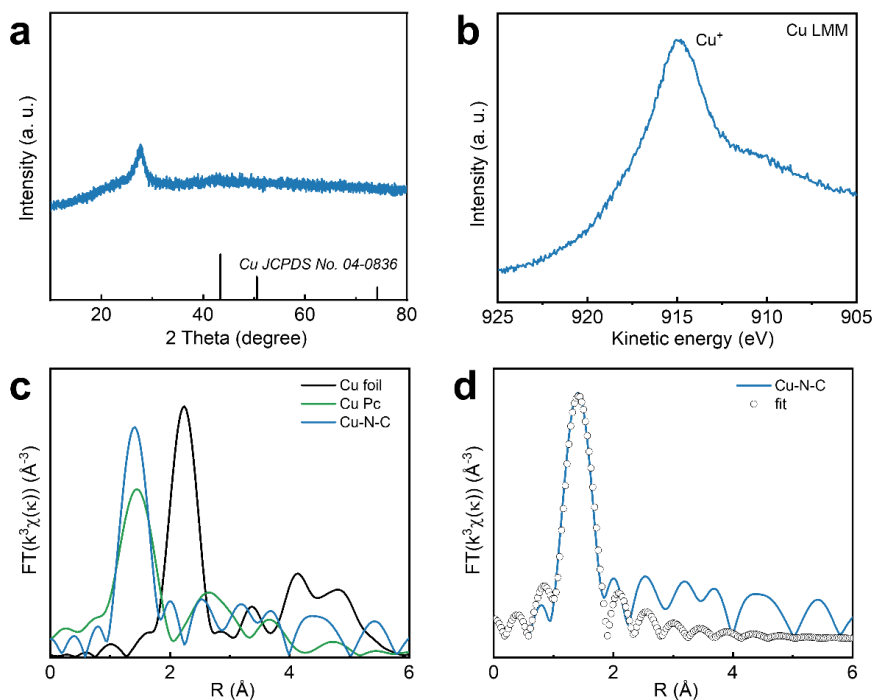 a
Intensity (a. u.)
Cu JCPDS No. 04-0836
20 40 60 80
2 Theta (degree)
b
Cu⁺
Cu LMM
Intensity (a. u.)
925 920 915 910 905
Kinetic energy (eV)
c
Cu foil
Cu Pc
Cu-N-C
FT(k³χ(κ)) (Å⁻³)
0 2 4 6
R (Å)
d
Cu-N-C
fit
FT(k³χ(κ)) (Å⁻³)
0 2 4 6
R (Å)